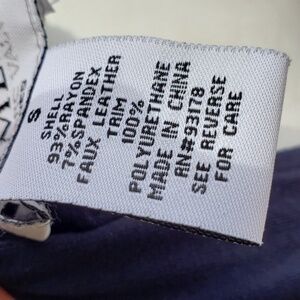 S
SHELL
93%RAYON
7%SPANDEX
FAUX LEATHER
TRIM
100%
POLYURETHANE
MADE IN CHINA
RN#93178
SEE REVERSE
FOR CARE